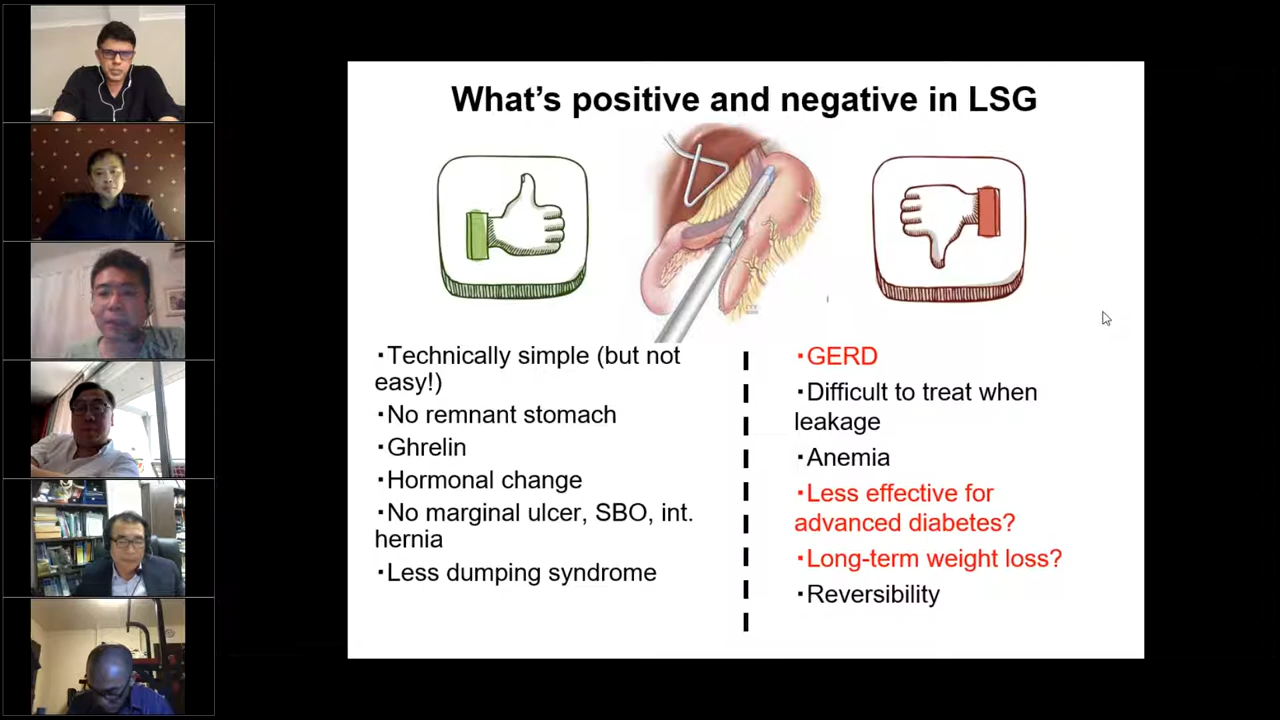 What's positive and negative in LSG
・Technically simple (but not
easy!)
・No remnant stomach
・Ghrelin
・Hormonal change
・No marginal ulcer, SBO, int.
hernia
・Less dumping syndrome
・GERD
・Difficult to treat when
leakage
・Anemia
・Less effective for
advanced diabetes?
・Long-term weight loss?
・Reversibility